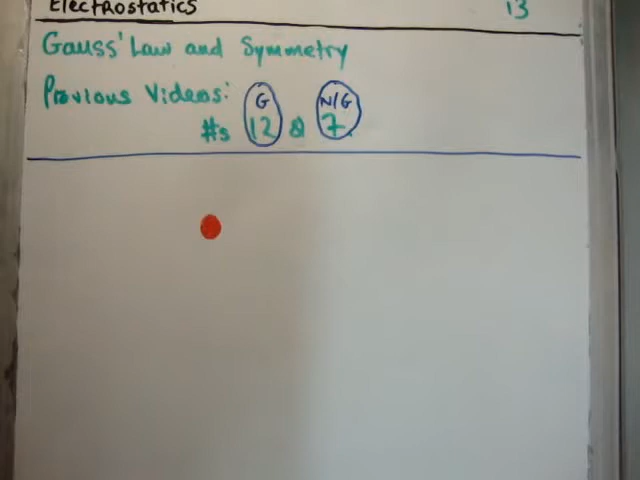 Electrostatics 13
Gauss' Law and Symmetry
Previous Videos: G N/G
#s 12 & 7.